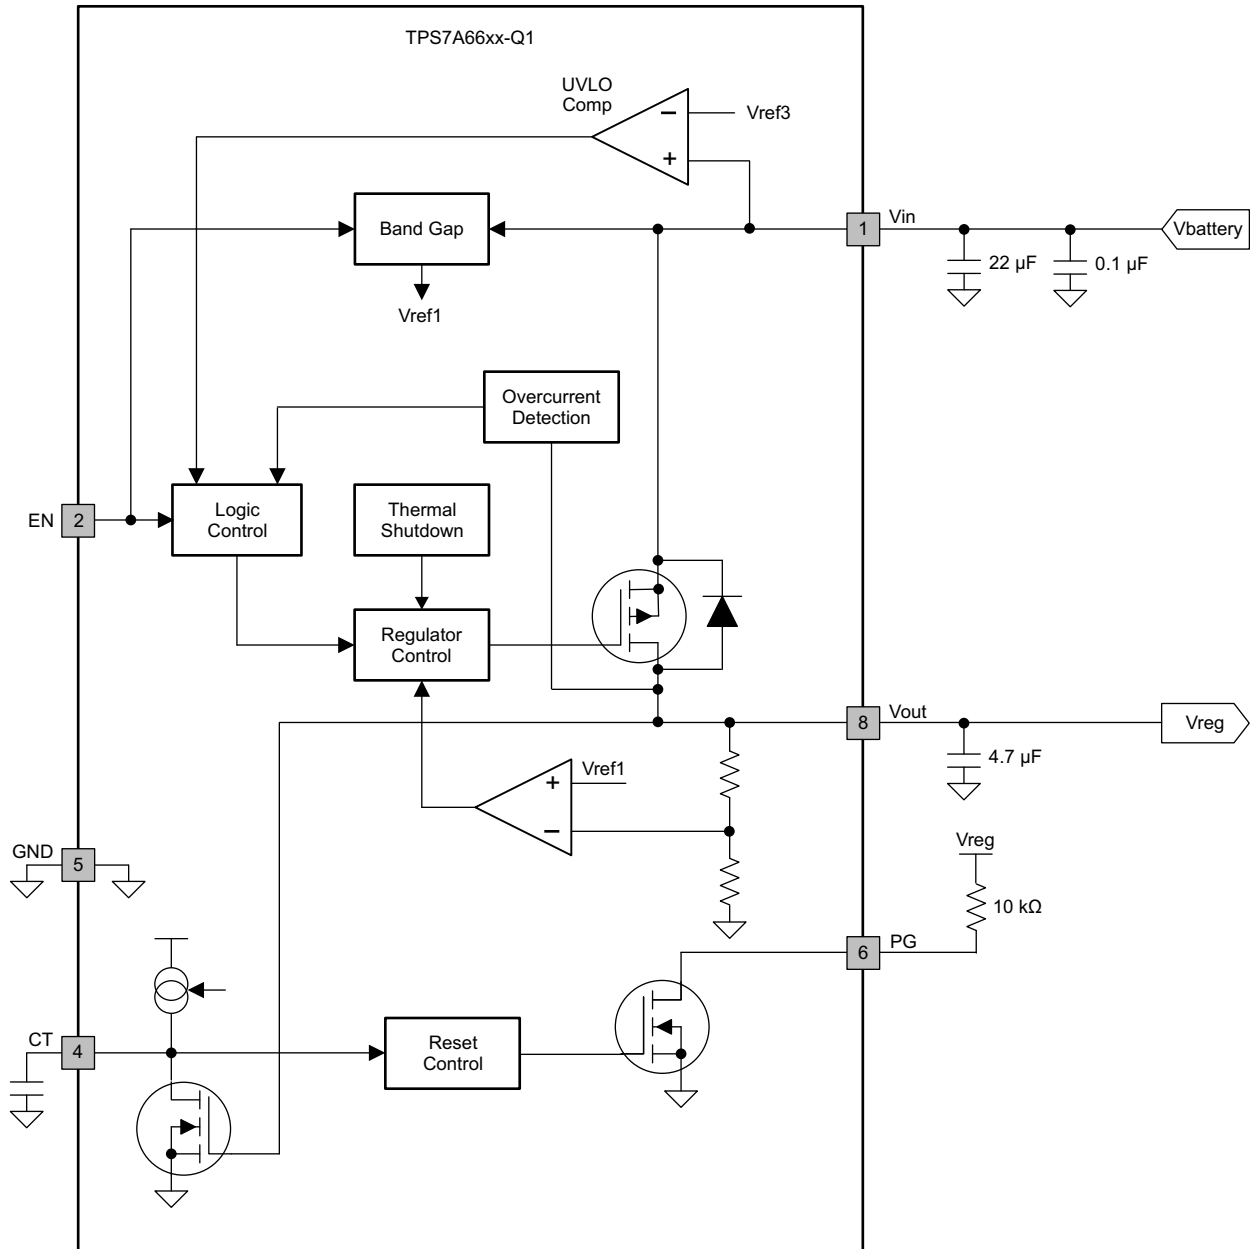 TPS7A66xx-Q1
UVLO
Comp
−
Vref3
+
Band Gap
1
Vin
Vbattery
22 µF
0.1 µF
Vref1
Overcurrent
Detection
EN
2
Logic
Control
Thermal
Shutdown
Regulator
Control
8
Vout
Vreg
4.7 µF
+
Vref1
−
GND
5
Vreg
10 kΩ
6
PG
CT
4
Reset
Control